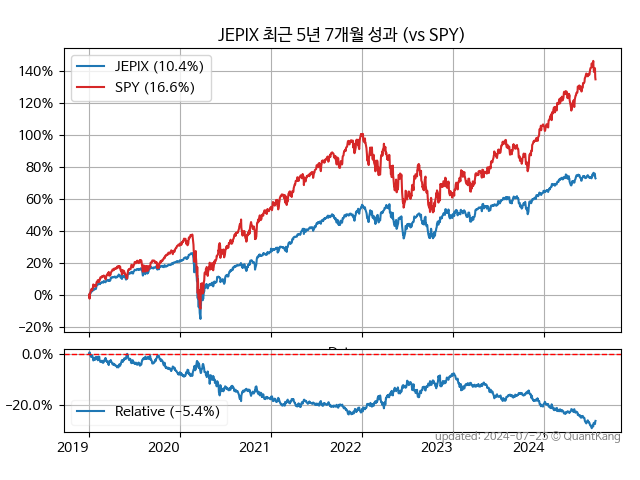 JEPIX 최근 5년 7개월 성과 (vs SPY)
JEPIX (10.4%)
SPY (16.6%)
140%
120%
100%
80%
60%
40%
20%
0%
−20%
0.0%
−20.0%
Relative (−5.4%)
2019 2020 2021 2022 2023 2024
updated: 2024-07-25 © QuantKang